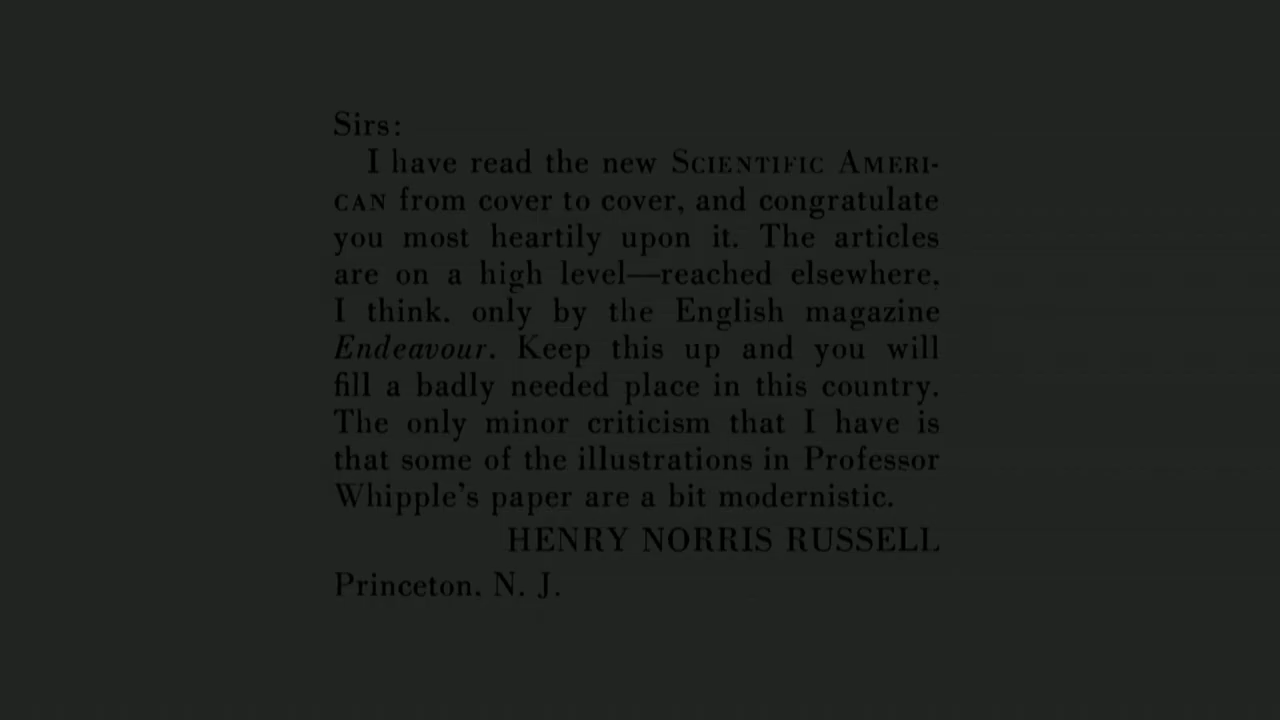 Sirs:
I have read the new SCIENTIFIC AMERI-
CAN from cover to cover, and congratulate
you most heartily upon it. The articles
are on a high level—reached elsewhere,
I think, only by the English magazine
Endeavour. Keep this up and you will
fill a badly needed place in this country.
The only minor criticism that I have is
that some of the illustrations in Professor
Whipple's paper are a bit modernistic.
HENRY NORRIS RUSSELL
Princeton, N. J.